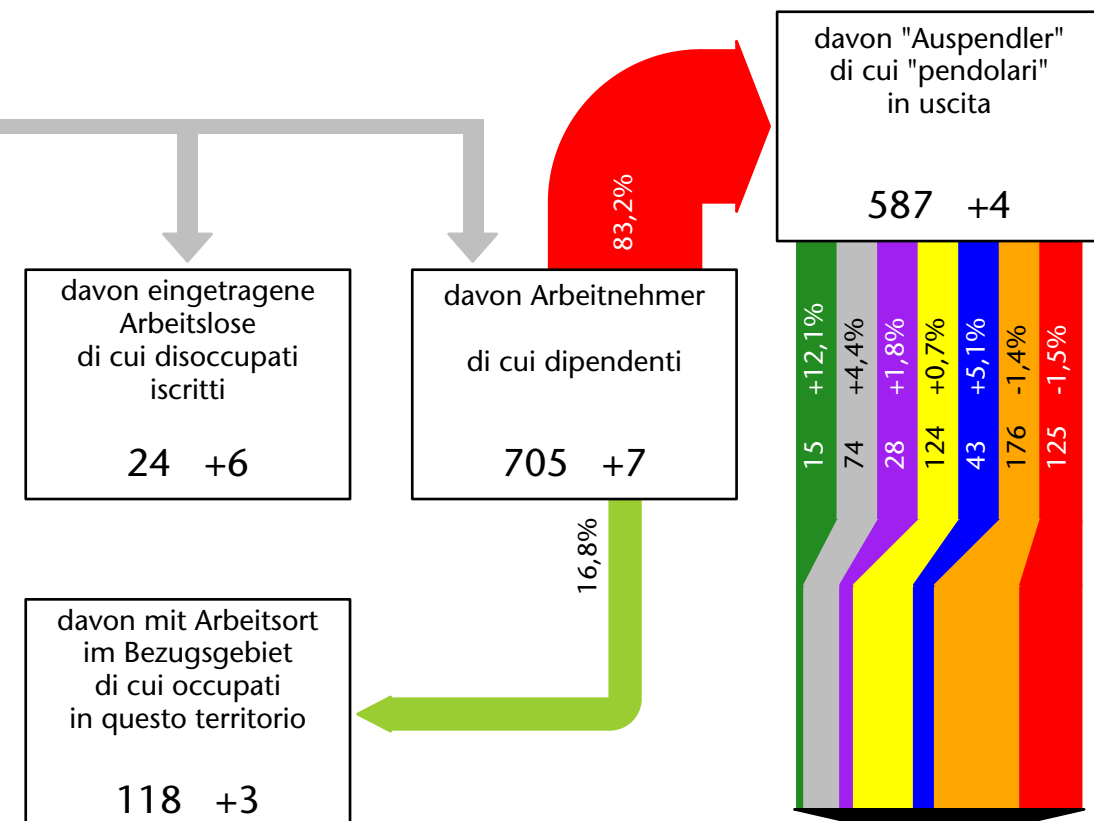 davon "Auspendler"
di cui "pendolari"
in uscita
587 +4
83,2%
davon eingetragene
Arbeitslose
di cui disoccupati
iscritti
24 +6
davon Arbeitnehmer
di cui dipendenti
705 +7
15 +12,1%
74 +4,4%
28 +1,8%
124 +0,7%
43 +5,1%
176 -1,4%
125 -1,5%
16,8%
davon mit Arbeitsort
im Bezugsgebiet
di cui occupati
in questo territorio
118 +3